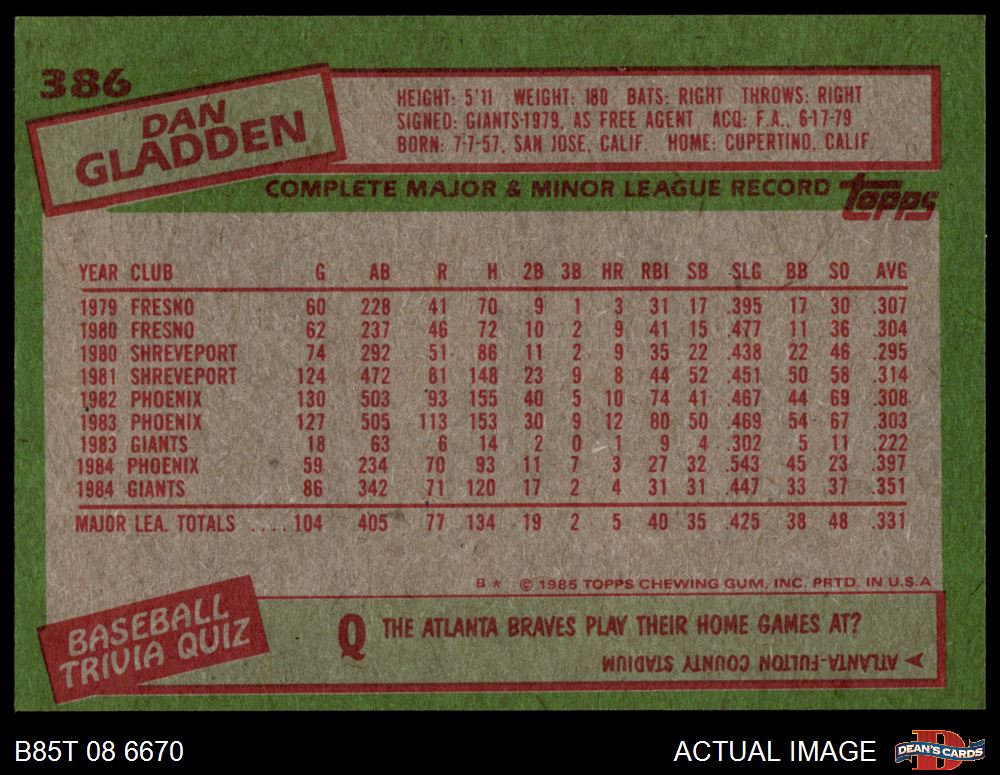 386
DAN
GLADDEN
HEIGHT: 5'11 WEIGHT: 180 BATS: RIGHT THROWS: RIGHT
SIGNED: GIANTS-1979, AS FREE AGENT ACQ: F.A., 6-17-79
BORN: 7-7-57, SAN JOSE, CALIF. HOME: CUPERTINO, CALIF.
COMPLETE MAJOR & MINOR LEAGUE RECORD
Topps
YEAR CLUB G AB R H 2B 3B HR RBI SB SLG BB SO AVG
1979 FRESNO 60 228 41 70 9 1 3 31 17 .395 17 30 .307
1980 FRESNO 62 237 46 72 10 2 9 41 15 .477 11 36 .304
1980 SHREVEPORT 74 292 51 86 11 2 9 35 22 .438 22 46 .295
1981 SHREVEPORT 124 472 81 148 23 9 8 44 52 .451 50 58 .314
1982 PHOENIX 130 503 93 155 40 5 10 74 41 .467 44 69 .308
1983 PHOENIX 127 505 113 153 30 9 12 80 50 .469 54 67 .303
1983 GIANTS 18 63 6 14 2 0 1 9 4 .302 5 11 .222
1984 PHOENIX 59 234 70 93 11 7 3 27 32 .543 45 23 .397
1984 GIANTS 86 342 71 120 17 2 4 31 31 .447 33 37 .351
MAJOR LEA. TOTALS .... 104 405 77 134 19 2 5 40 35 .425 38 48 .331
B* © 1985 TOPPS CHEWING GUM, INC. PRTD. IN U.S.A
BASEBALL
TRIVIA QUIZ
Q THE ATLANTA BRAVES PLAY THEIR HOME GAMES AT?
ATLANTA-FULTON COUNTY STADIUM
B85T 08 6670
ACTUAL IMAGE
DEAN'S CARDS